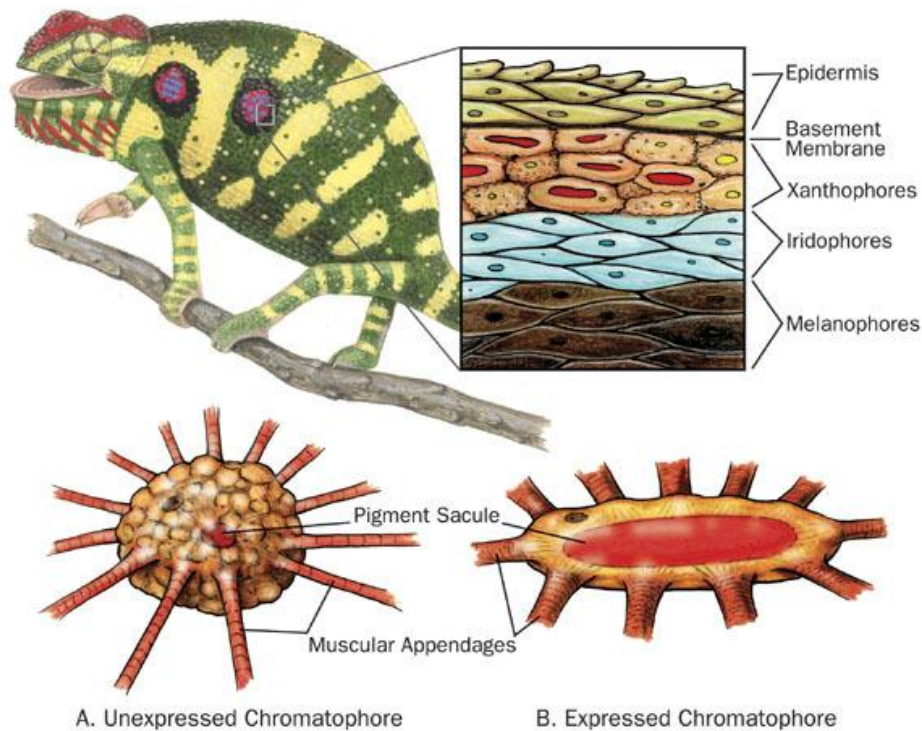 Epidermis
Basement
Membrane
Xanthophores
Iridophores
Melanophores
Pigment Sacule
Muscular Appendages
A. Unexpressed Chromatophore
B. Expressed Chromatophore